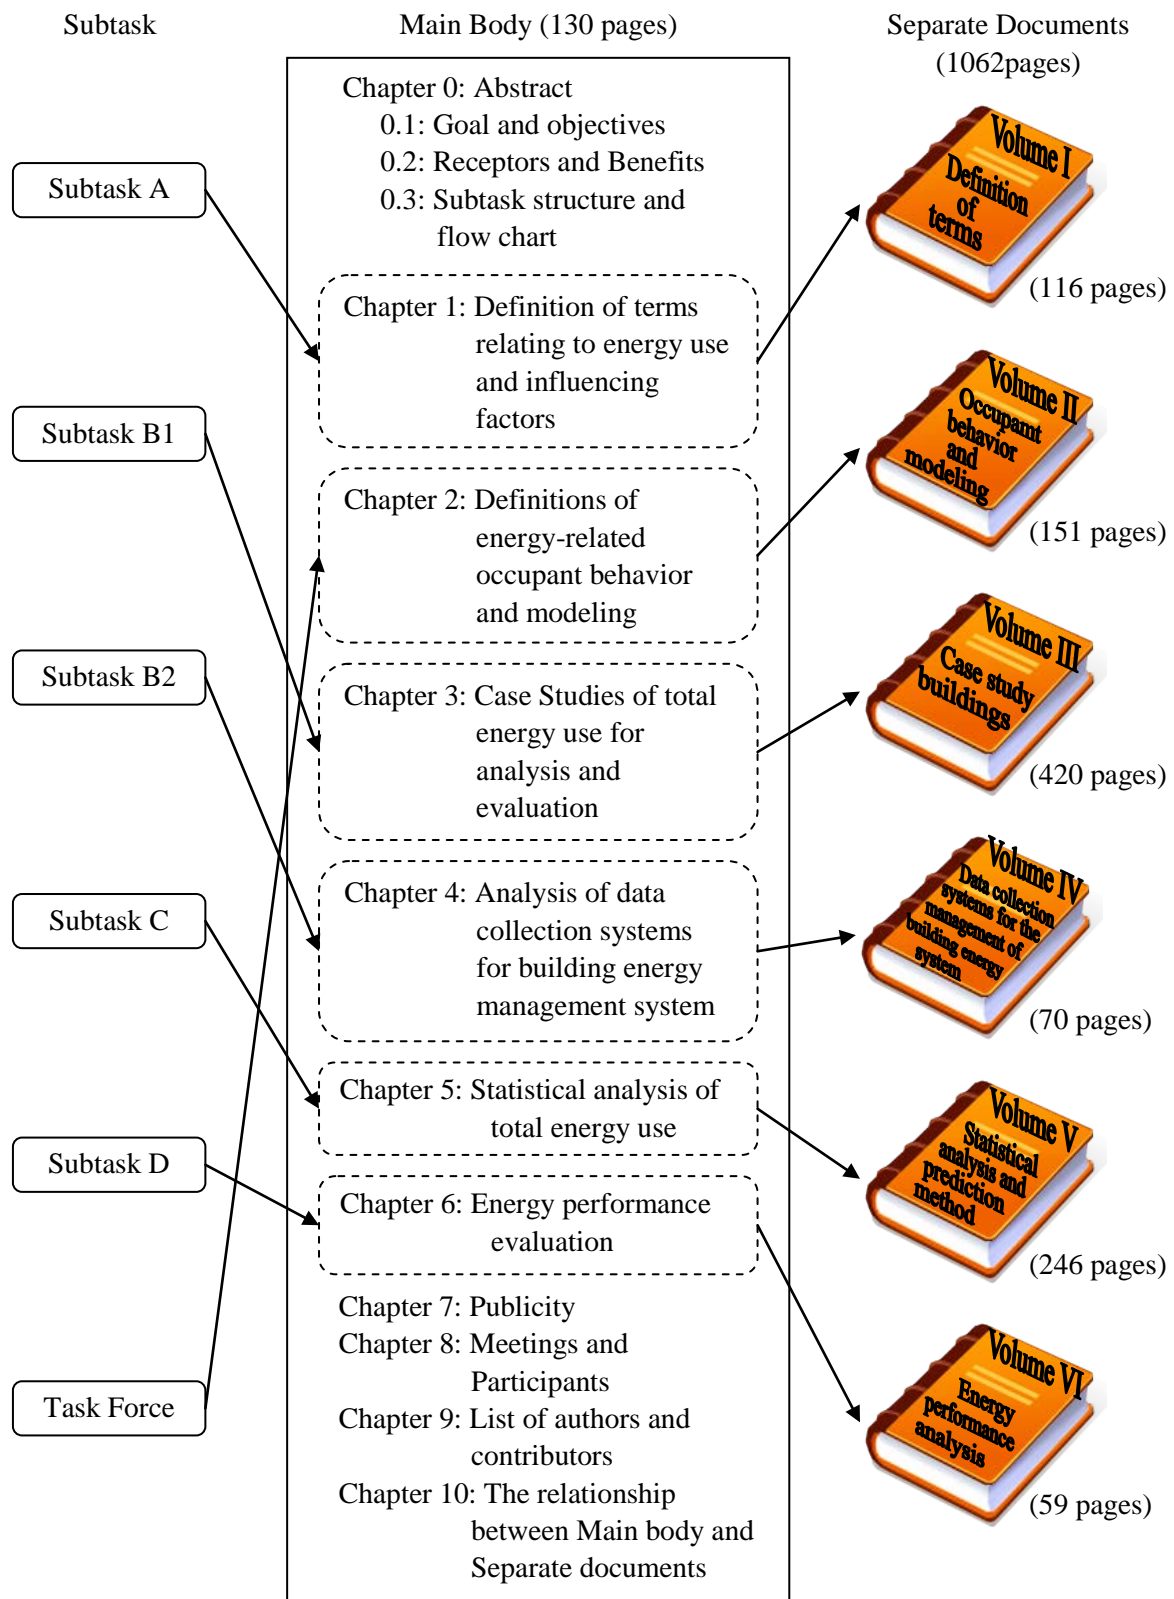 Subtask
Main Body (130 pages)
Separate Documents
(1062pages)
Subtask A
Subtask B1
Subtask B2
Subtask C
Subtask D
Task Force
Chapter 0: Abstract
0.1: Goal and objectives
0.2: Receptors and Benefits
0.3: Subtask structure and
flow chart
Chapter 1: Definition of terms
relating to energy use
and influencing
factors
Chapter 2: Definitions of
energy-related
occupant behavior
and modeling
Chapter 3: Case Studies of total
energy use for
analysis and
evaluation
Chapter 4: Analysis of data
collection systems
for building energy
management system
Chapter 5: Statistical analysis of
total energy use
Chapter 6: Energy performance
evaluation
Chapter 7: Publicity
Chapter 8: Meetings and
Participants
Chapter 9: List of authors and
contributors
Chapter 10: The relationship
between Main body and
Separate documents
Volume I
Definition
of
terms
(116 pages)
Volume II
Occupamt
behavior
and
modeling
(151 pages)
Volume III
Case study
buildings
(420 pages)
Volume IV
Data collection
systems for the
management of
building energy
system
(70 pages)
Volume V
Statistical
analysis and
prediction
method
(246 pages)
Volume VI
Energy
performance
analysis
(59 pages)